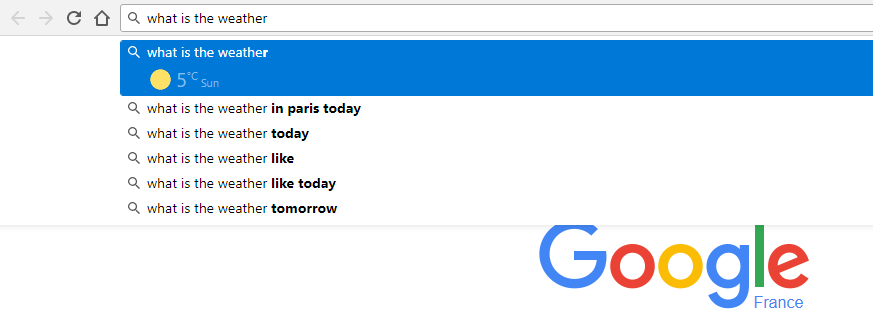 what is the weather
what is the weather
5°C Sun
what is the weather in paris today
what is the weather today
what is the weather like
what is the weather like today
what is the weather tomorrow
Google
France